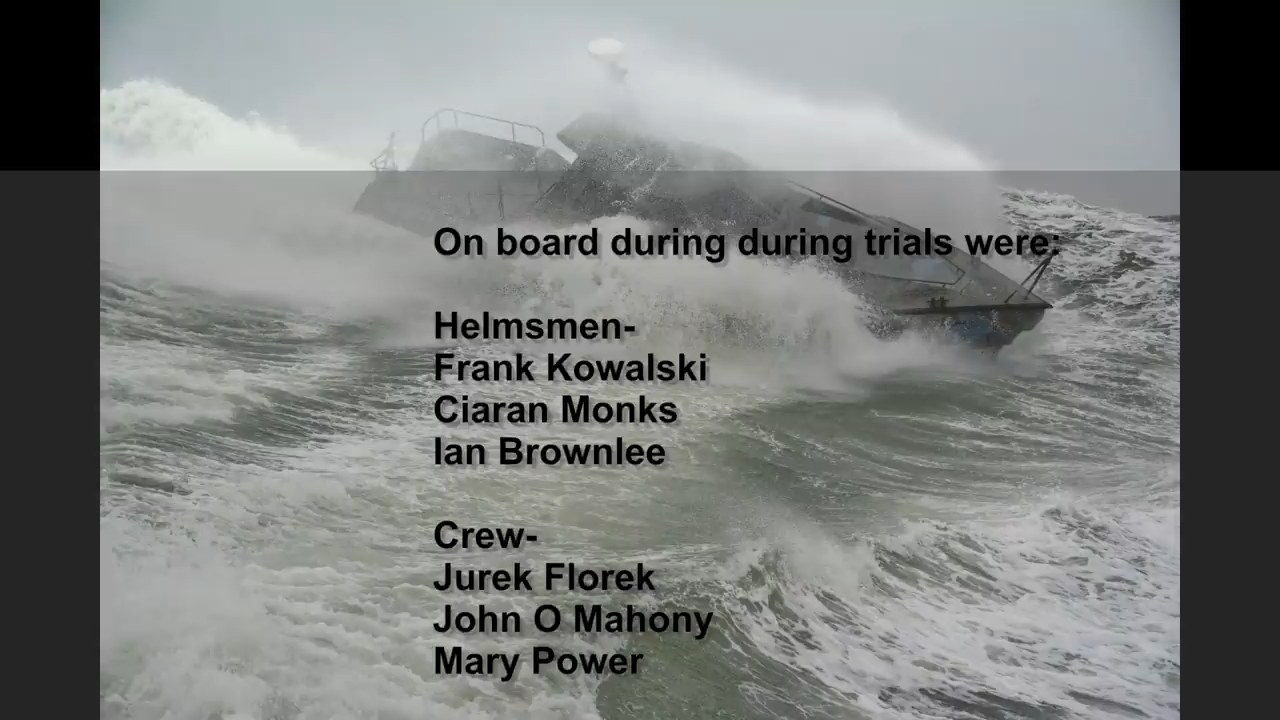 On board during during trials were:
Helmsmen-
Frank Kowalski
Ciaran Monks
Ian Brownlee
Crew-
Jurek Florek
John O Mahony
Mary Power